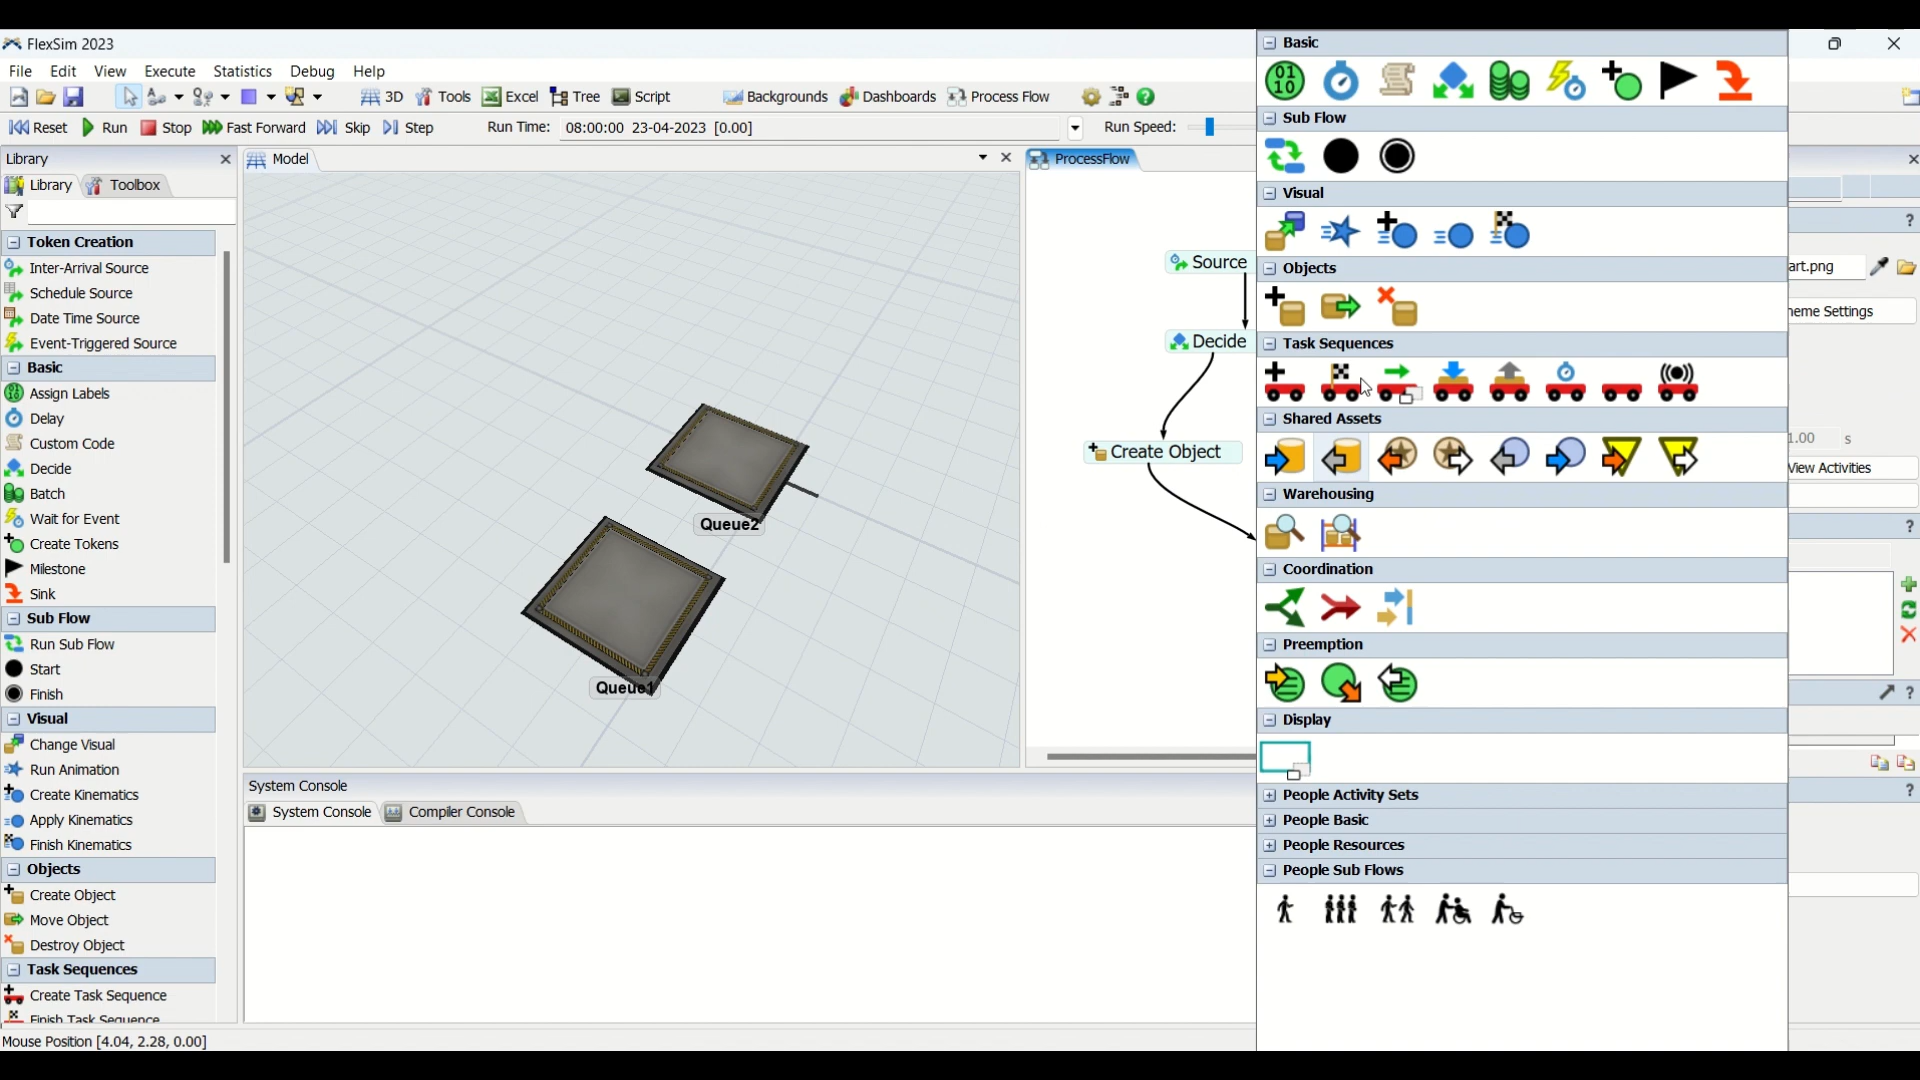 FlexSim 2023
File Edit View Execute Statistics Debug Help
3D Tools Excel Tree Script Backgrounds Dashboards Process Flow
Reset Run Stop Fast Forward Skip Step Run Time: 08:00:00 23-04-2023 [0.00] Run Speed:
Library
Library Toolbox
Token Creation
Inter-Arrival Source
Schedule Source
Date Time Source
Event-Triggered Source
Basic
Assign Labels
Delay
Custom Code
Decide
Batch
Wait for Event
Create Tokens
Milestone
Sink
Sub Flow
Run Sub Flow
Start
Finish
Visual
Change Visual
Run Animation
Create Kinematics
Apply Kinematics
Finish Kinematics
Objects
Create Object
Move Object
Destroy Object
Task Sequences
Create Task Sequence
Finish Task Sequence
Mouse Position [4.04, 2.28, 0.00]
Model
Queue2
Queue1
System Console
System Console Compiler Console
ProcessFlow
Source
Decide
Create Object
Basic
Sub Flow
Visual
Objects
Task Sequences
Shared Assets
Warehousing
Coordination
Preemption
Display
People Activity Sets
People Basic
People Resources
People Sub Flows
art.png
heme Settings
1.00 s
View Activities